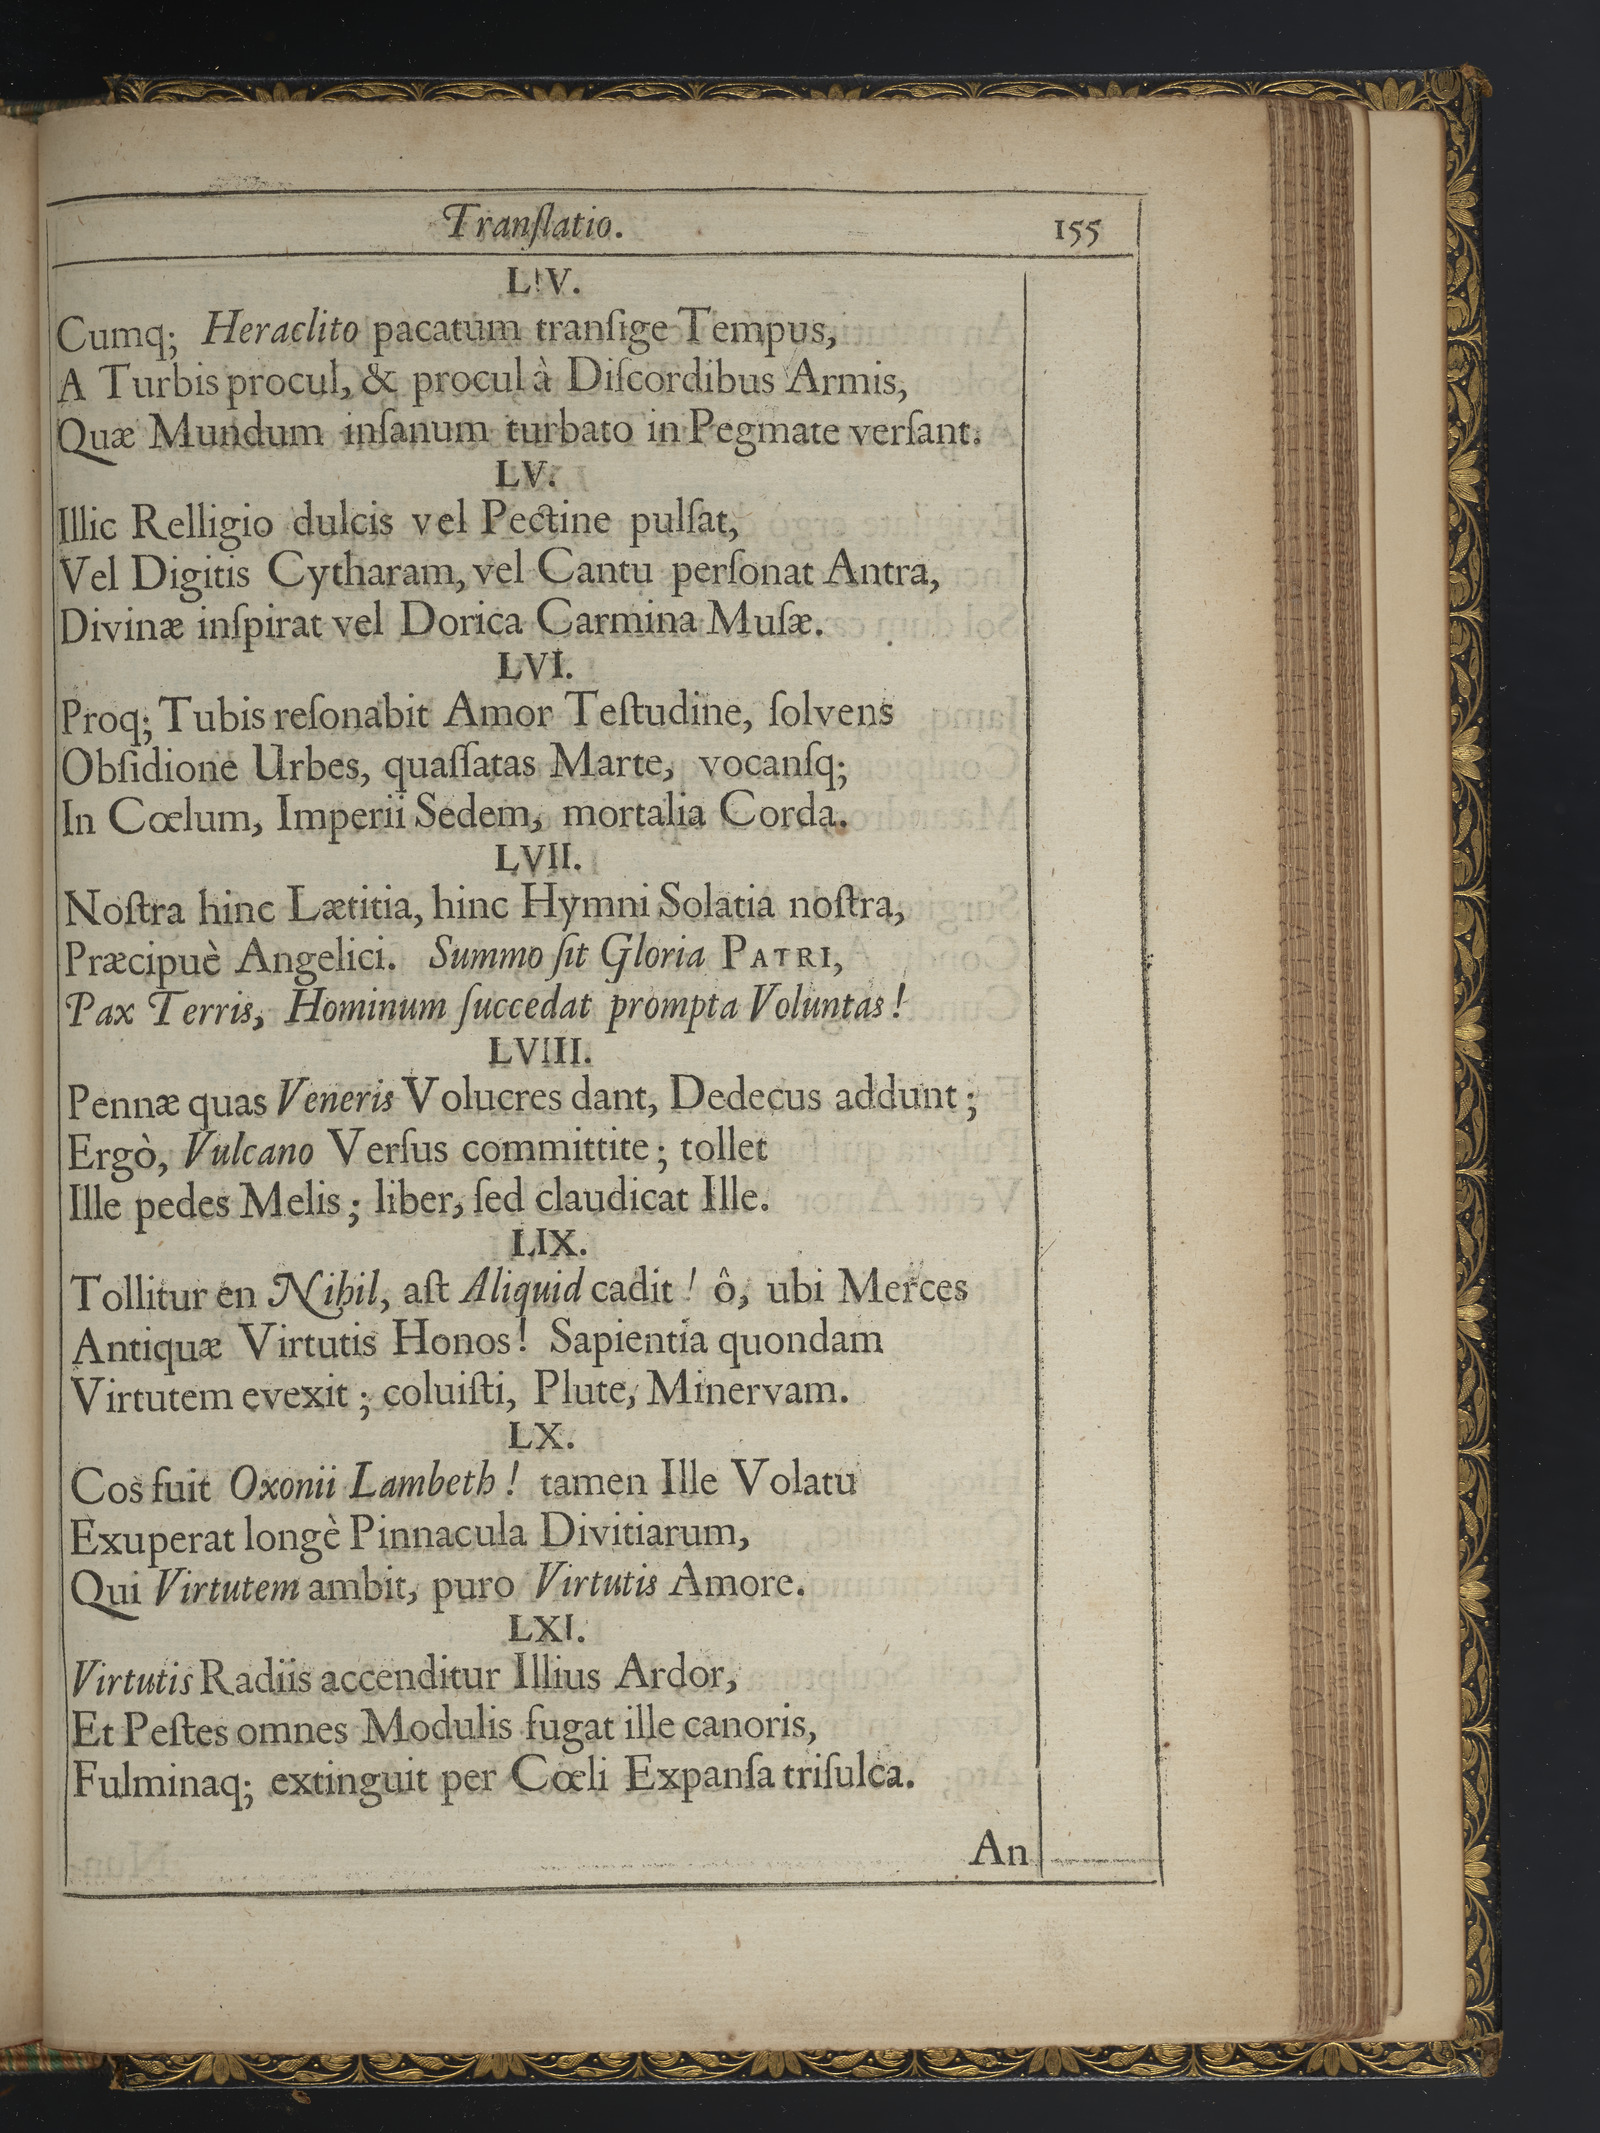 Tranſlatio.
155
LIV.
Cumq; Heraclito pacatum tranſige Tempus,
A Turbis procul, & procul à Diſcordibus Armis,
Quæ Mundum inſanum turbato in Pegmate verſant.
LV.
Illic Relligio dulcis vel Pectine pulſat,
Vel Digitis Cytharam, vel Cantu perſonat Antra,
Divinæ inſpirat vel Dorica Carmina Muſæ.
LVI.
Proq; Tubis reſonabit Amor Teſtudine, ſolvens
Obſidione Urbes, quaſſatas Marte, vocanſq;
In Cœlum, Imperii Sedem, mortalia Corda.
LVII.
Noſtra hinc Lætitia, hinc Hymni Solatia noſtra,
Præcipuè Angelici. Summo ſit Gloria PATRI,
Pax Terris, Hominum ſuccedat prompta Voluntas!
LVIII.
Pennæ quas Veneris Volucres dant, Dedecus addunt;
Ergò, Vulcano Verſus committite; tollet
Ille pedes Melis; liber, ſed claudicat Ille.
LIX.
Tollitur en Nihil, aſt Aliquid cadit! ô, ubi Merces
Antiquæ Virtutis Honos! Sapientia quondam
Virtutem evexit; coluiſti, Plute, Minervam.
LX.
Cos fuit Oxonii Lambeth! tamen Ille Volatu
Exuperat longè Pinnacula Divitiarum,
Qui Virtutem ambit, puro Virtutis Amore.
LXI.
Virtutis Radiis accenditur Illius Ardor,
Et Peſtes omnes Modulis fugat ille canoris,
Fulminaq; extinguit per Cœli Expanſa triſulca.
An